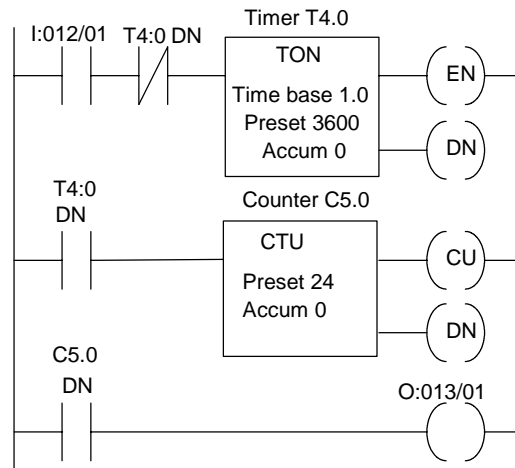 Timer T4.0
I:012/01
T4:0 DN
TON
Time base 1.0
Preset 3600
Accum 0
EN
DN
T4:0
DN
Counter C5.0
CTU
Preset 24
Accum 0
CU
DN
C5.0
DN
O:013/01